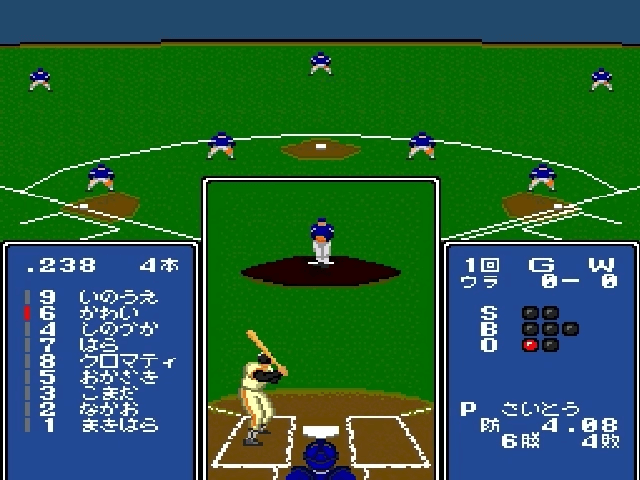 .238 4本
9 いのうえ
6 かわい
4 しのづか
7 はら
8 クロマティ
5 おかざき
3 こまだ
2 なかお
1 まきはら
1回 G W
ウラ 0- 0
S
B
O
P さいとう
防 4.08
6勝 4敗